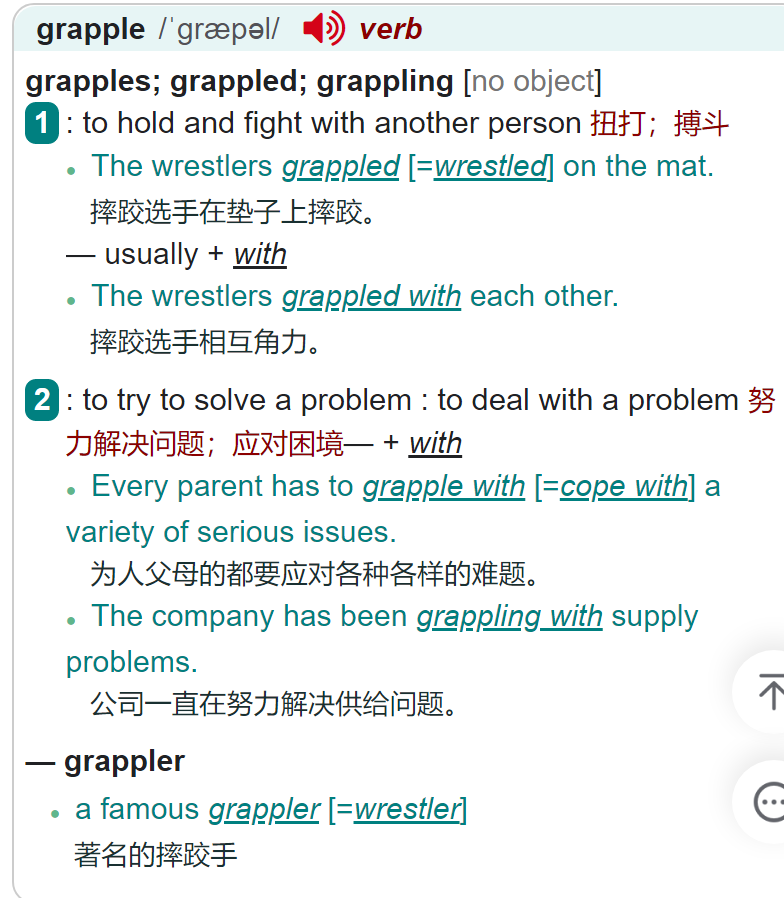 grapple /ˈgræpəl/ verb
grapples; grappled; grappling [no object]
1 : to hold and fight with another person 扭打；搏斗
• The wrestlers grappled [=wrestled] on the mat.
摔跤选手在垫子上摔跤。
— usually + with
• The wrestlers grappled with each other.
摔跤选手相互角力。
2 : to try to solve a problem : to deal with a problem 努
力解决问题；应对困境— + with
• Every parent has to grapple with [=cope with] a
variety of serious issues.
为人父母的都要应对各种各样的难题。
• The company has been grappling with supply
problems.
公司一直在努力解决供给问题。
— grappler
• a famous grappler [=wrestler]
著名的摔跤手